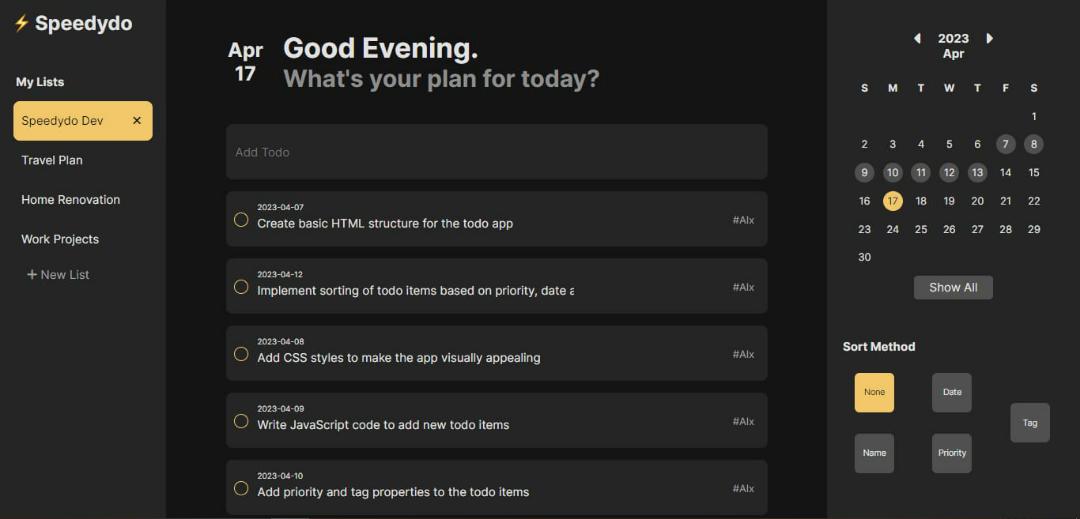 ⚡ Speedydo
My Lists
Speedydo Dev ✕
Travel Plan
Home Renovation
Work Projects
+ New List
Apr
17
Good Evening.
What's your plan for today?
Add Todo
2023-04-07
Create basic HTML structure for the todo app
#Alx
2023-04-12
Implement sorting of todo items based on priority, date a
#Alx
2023-04-08
Add CSS styles to make the app visually appealing
#Alx
2023-04-09
Write JavaScript code to add new todo items
#Alx
2023-04-10
Add priority and tag properties to the todo items
#Alx
2023
Apr
S M T W T F S
1
2 3 4 5 6 7 8
9 10 11 12 13 14 15
16 17 18 19 20 21 22
23 24 25 26 27 28 29
30
Show All
Sort Method
None Date
Tag
Name Priority